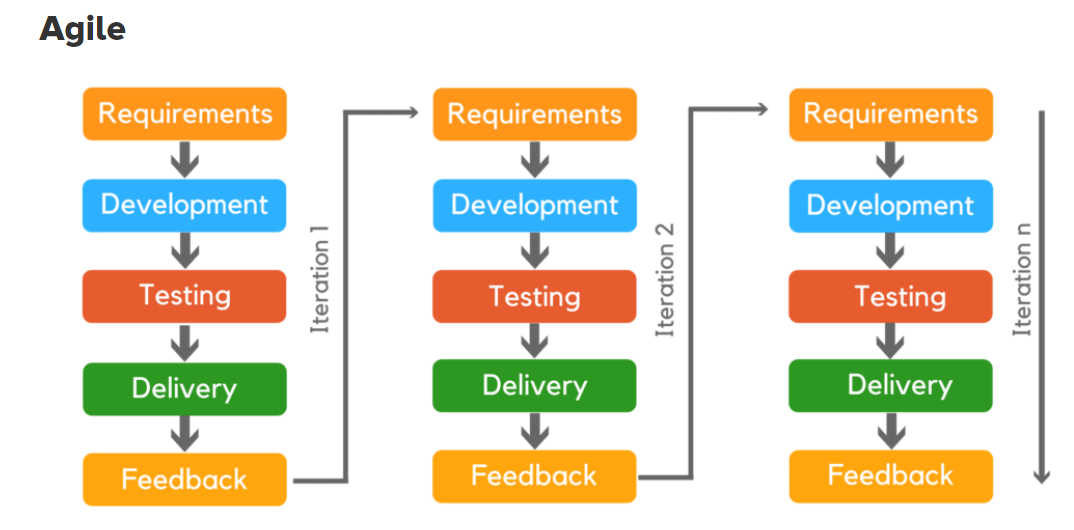 Agile
Requirements
Development
Testing
Delivery
Feedback
Iteration 1
Requirements
Development
Testing
Delivery
Feedback
Iteration 2
Requirements
Development
Testing
Delivery
Feedback
Iteration n